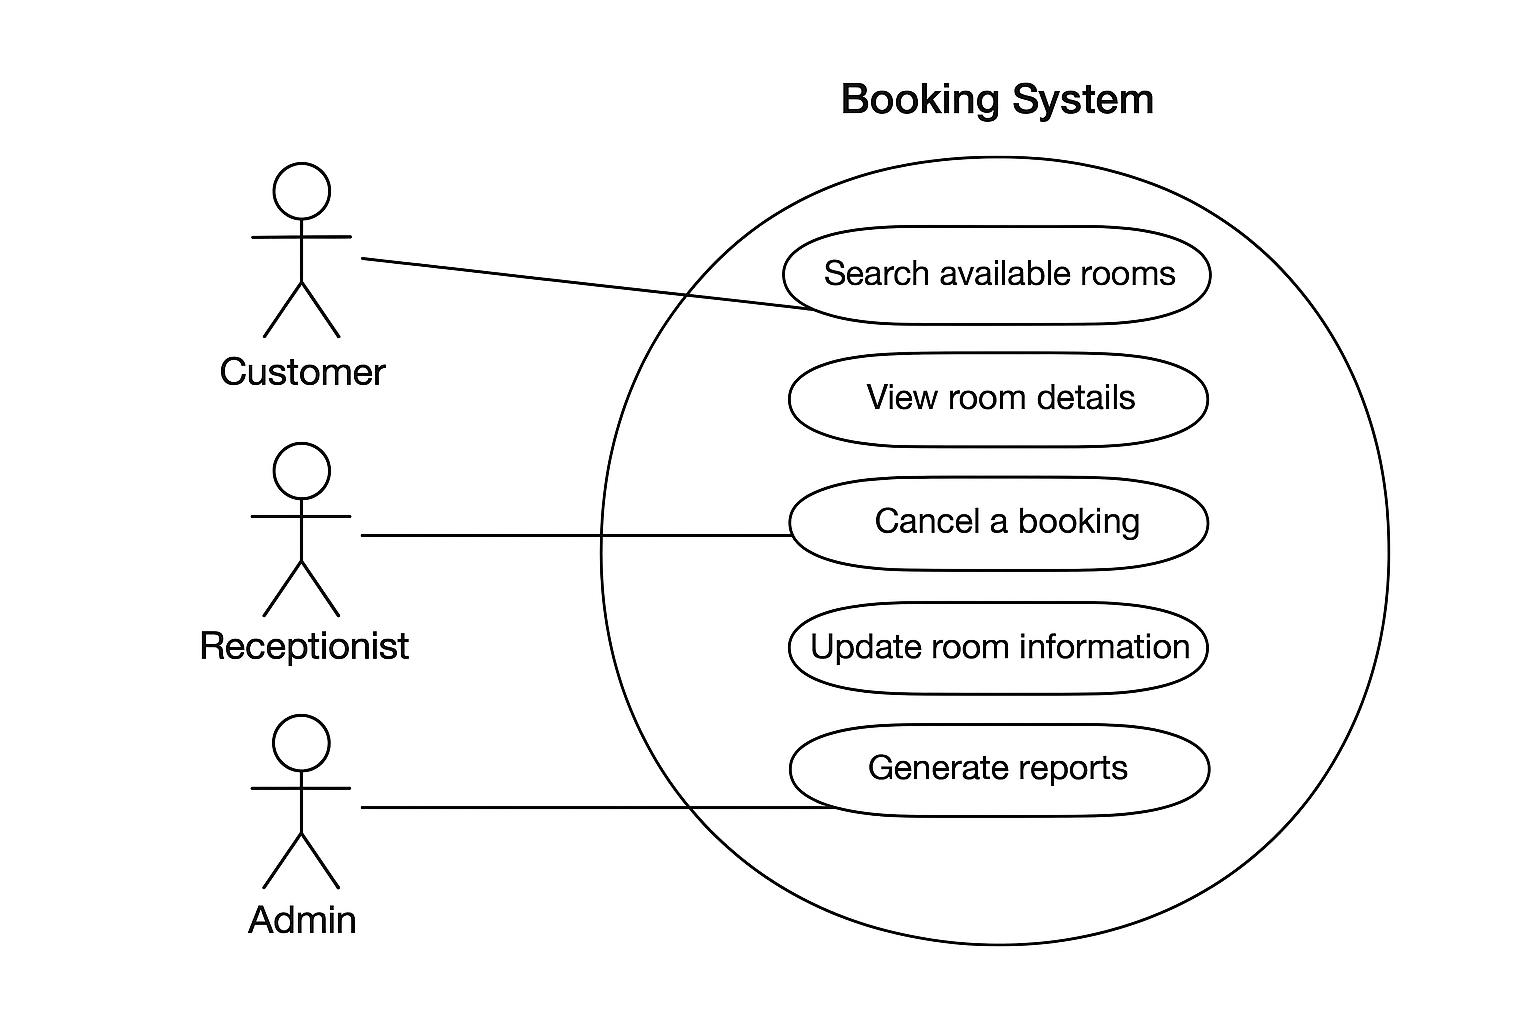 Booking System
Search available rooms
Customer
View room details
Cancel a booking
Receptionist
Update room information
Generate reports
Admin